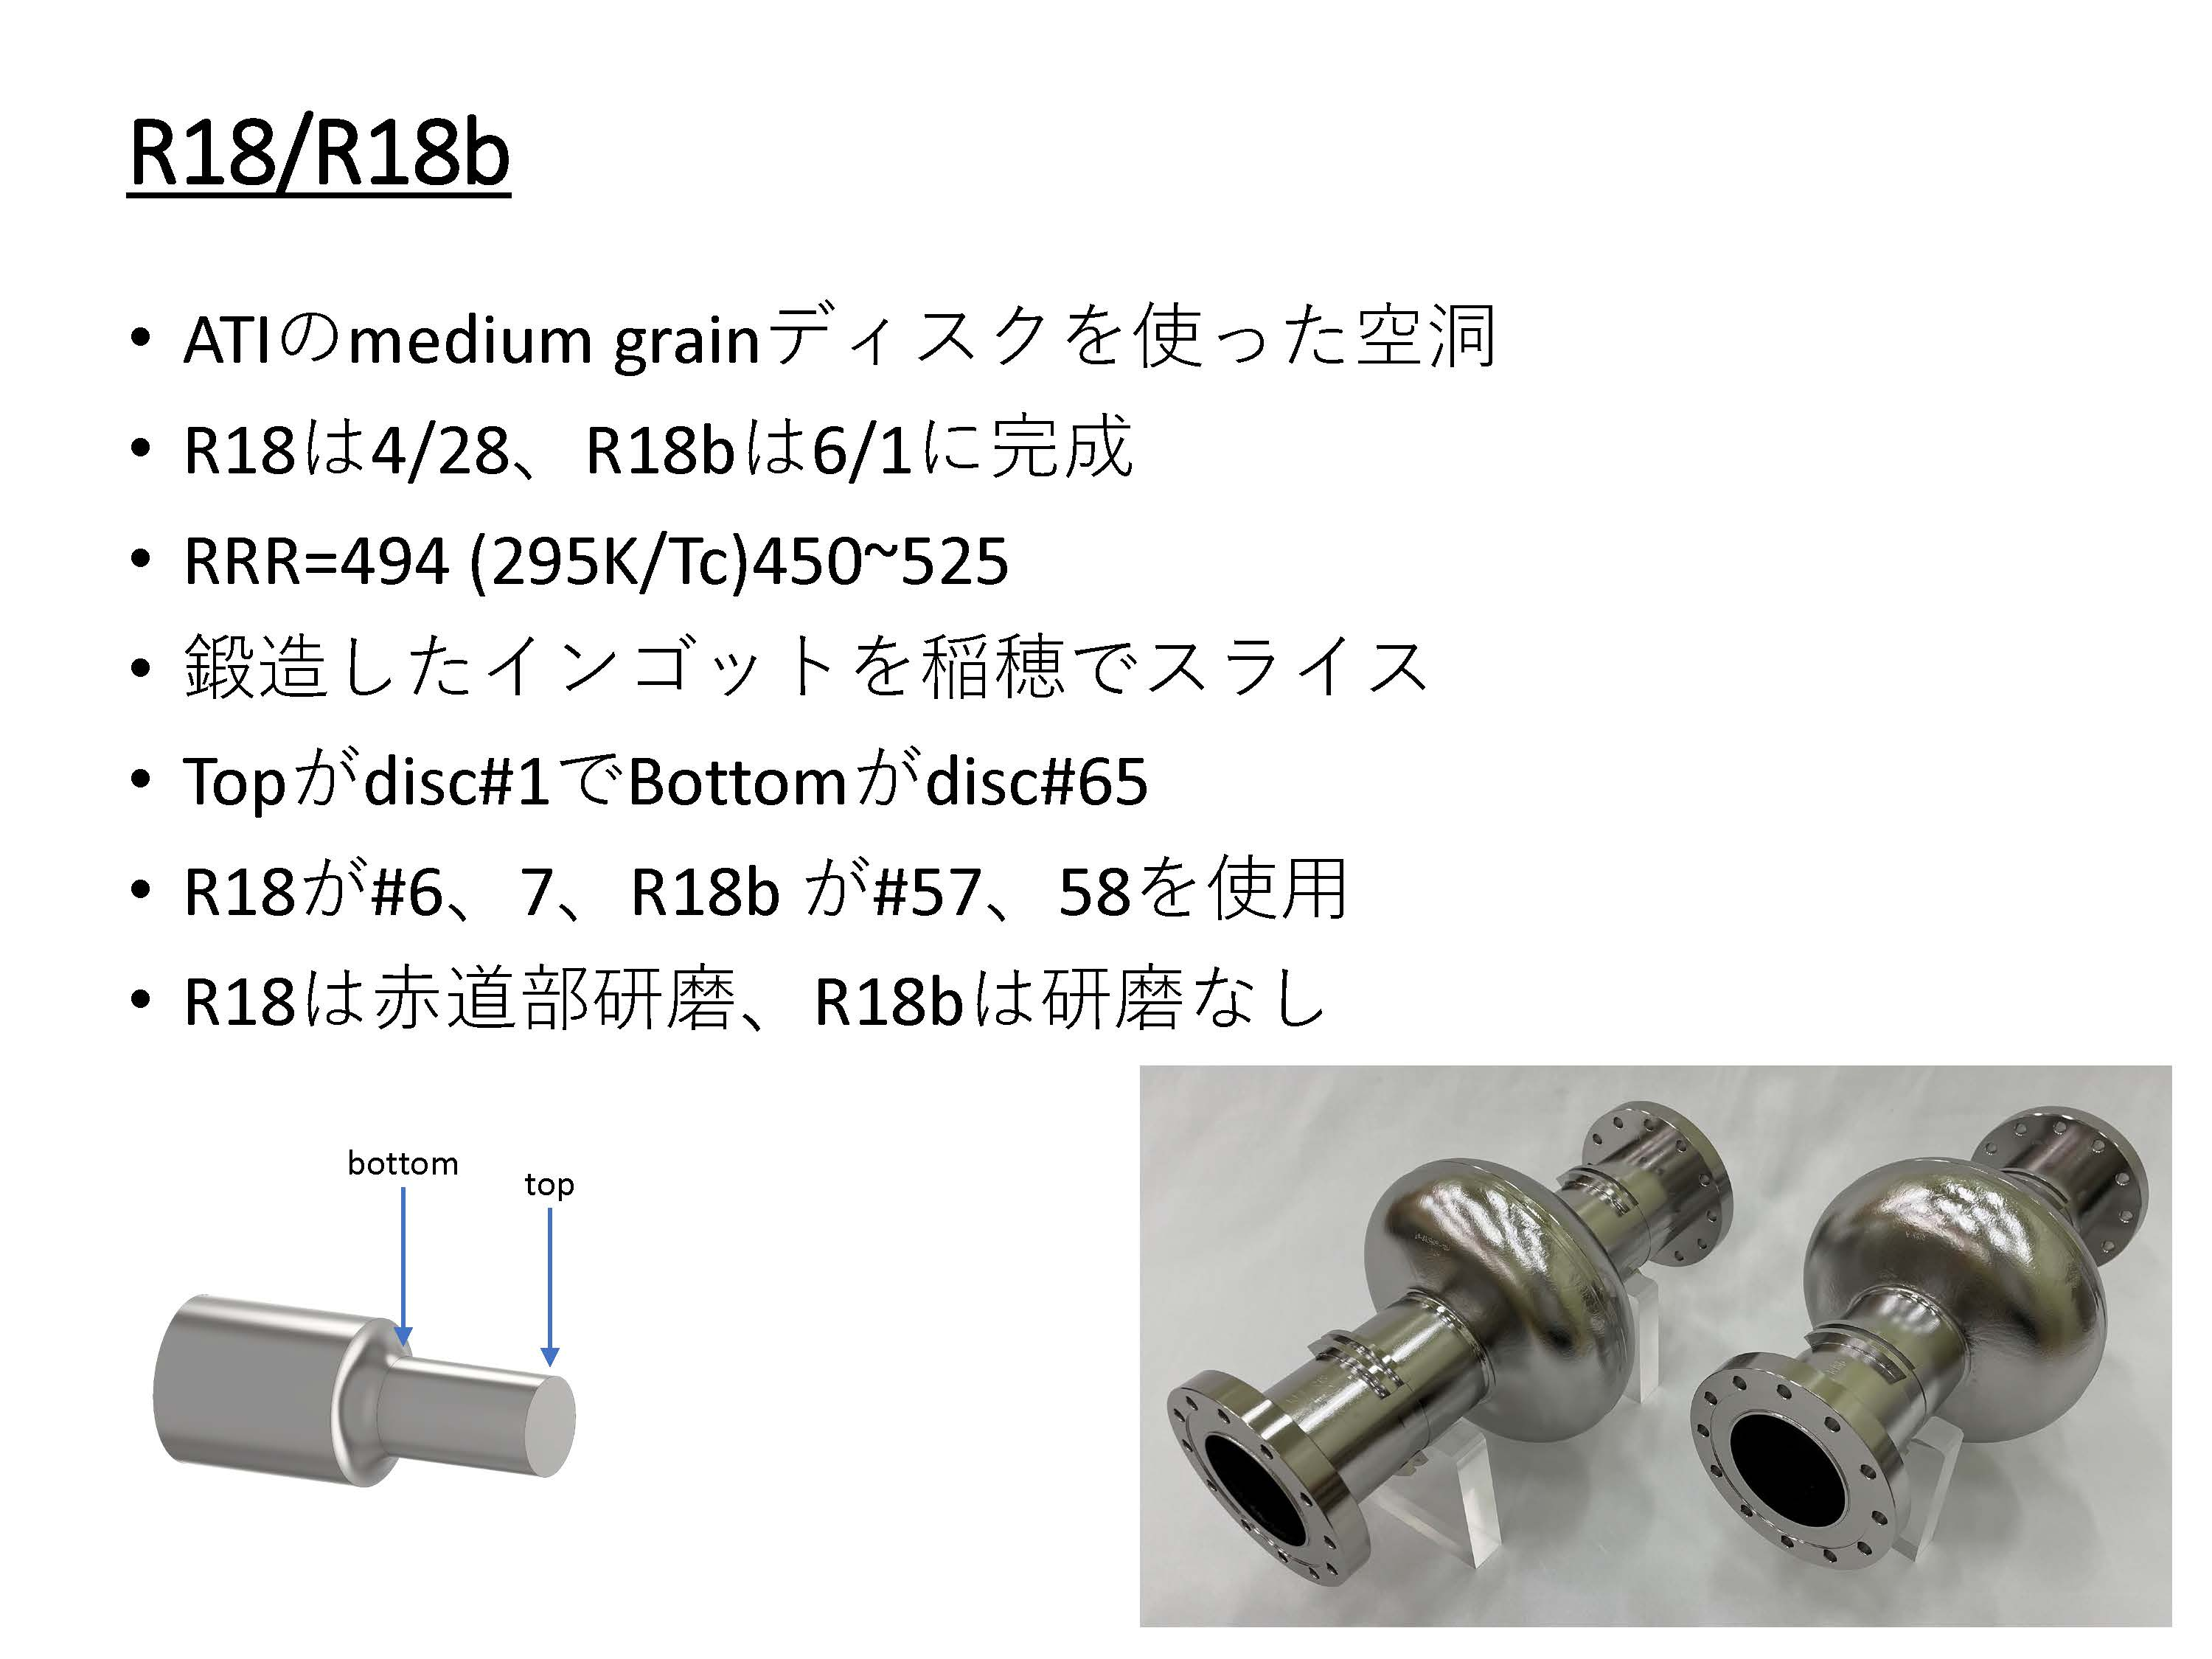 R18/R18b
• ATIのmedium grainディスクを使った空洞
• R18は4/28、R18bは6/1に完成
• RRR=494 (295K/Tc)450~525
• 鍛造したインゴットを稲穂でスライス
• Topがdisc#1でBottomがdisc#65
• R18が#6、7、R18b が#57、58を使用
• R18は赤道部研磨、R18bは研磨なし
bottom
top